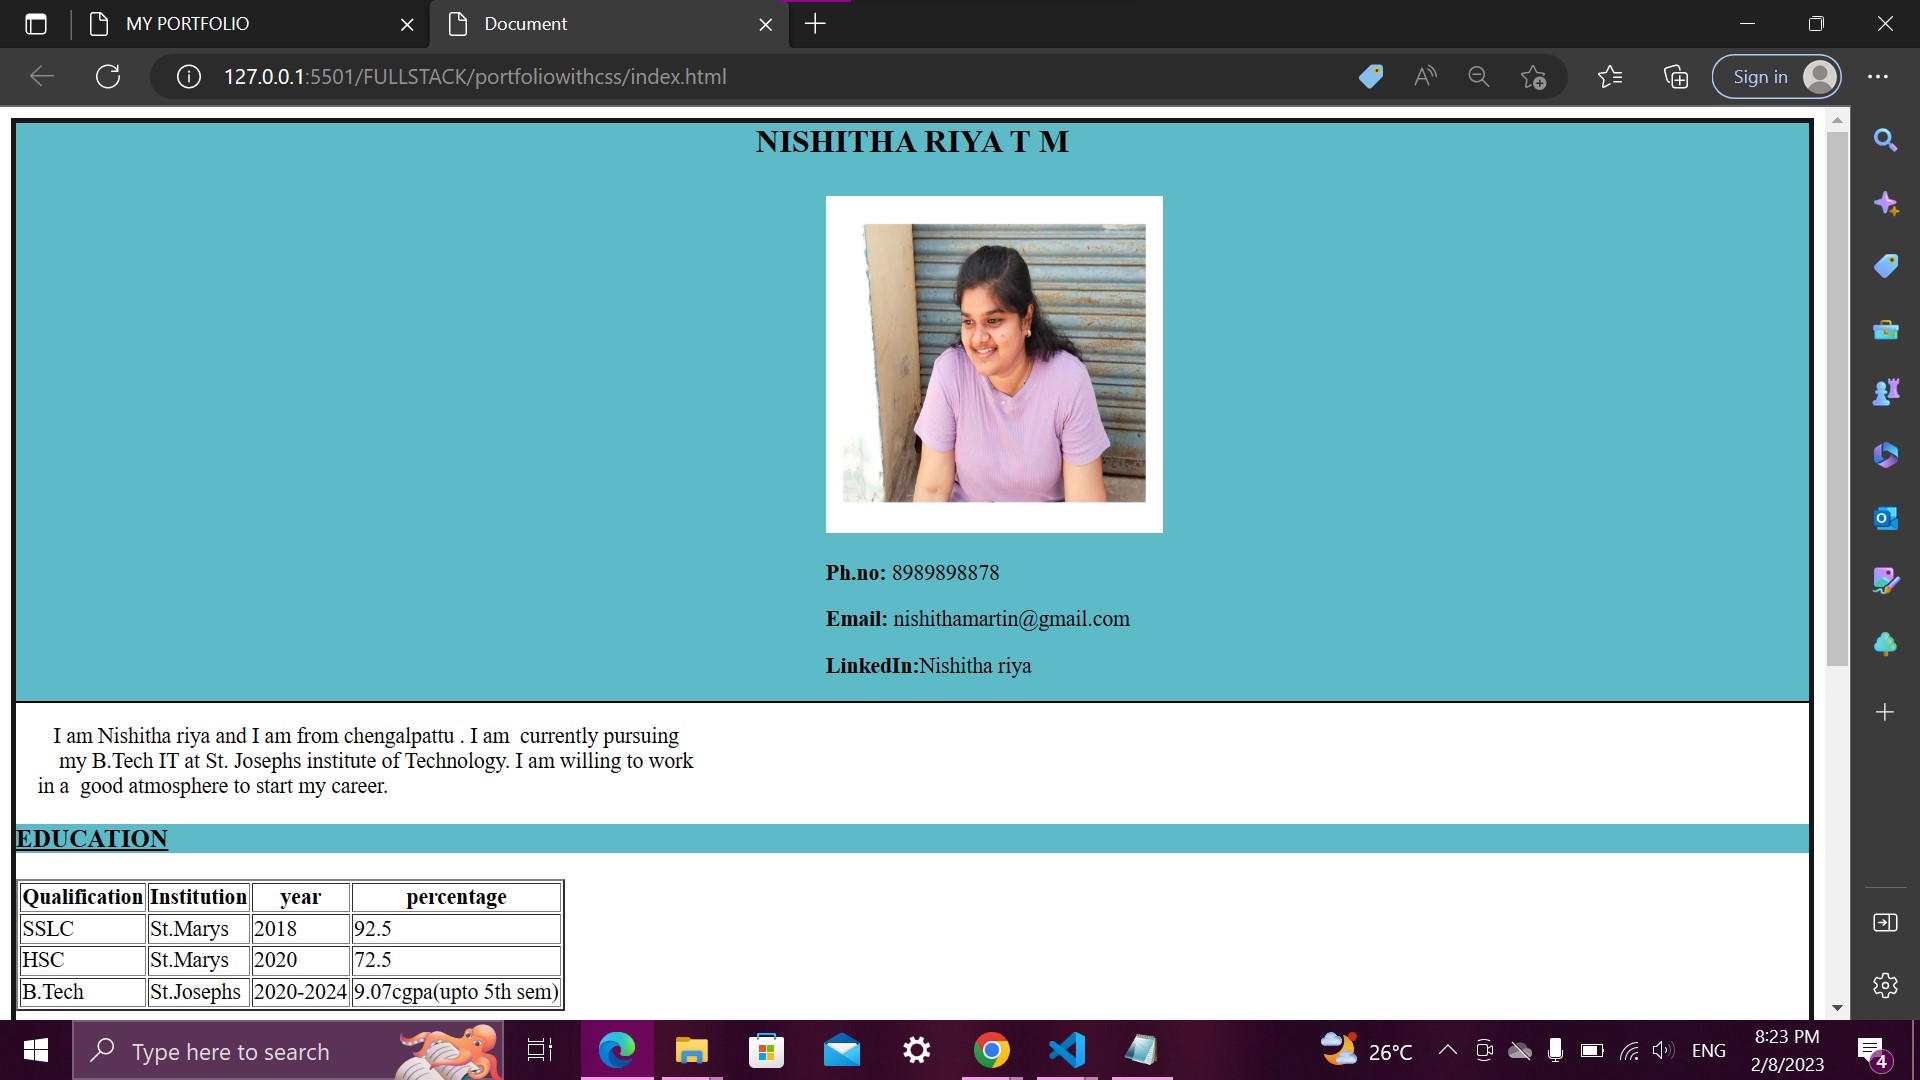 MY PORTFOLIO
Document
127.0.0.1:5501/FULLSTACK/portfoliowithcss/index.html
Sign in
NISHITHA RIYA T M
Ph.no: 8989898878
Email: nishithamartin@gmail.com
LinkedIn:Nishitha riya
I am Nishitha riya and I am from chengalpattu . I am  currently pursuing
my B.Tech IT at St. Josephs institute of Technology. I am willing to work
in a  good atmosphere to start my career.
EDUCATION
Qualification Institution year percentage
SSLC St.Marys 2018 92.5
HSC St.Marys 2020 72.5
B.Tech St.Josephs 2020-2024 9.07cgpa(upto 5th sem)
Type here to search
26°C
ENG
8:23 PM
2/8/2023
4